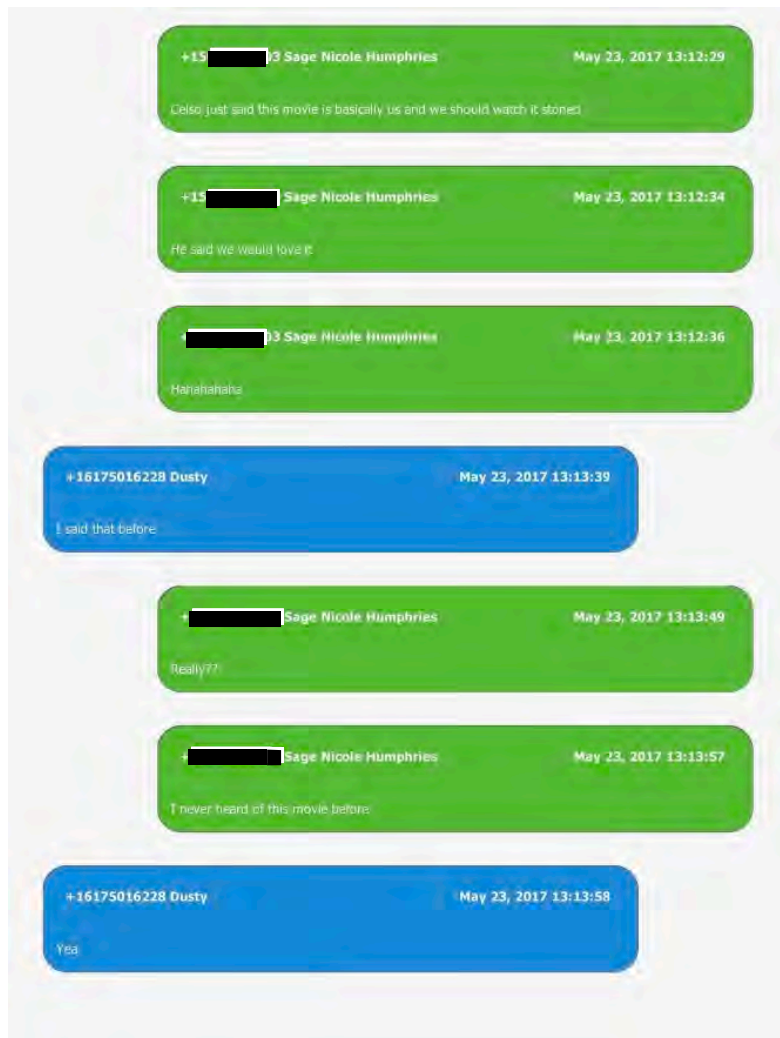 +15 03 Sage Nicole Humphries May 23, 2017 13:12:29
Celso just said this movie is basically us and we should watch it stoned
+15 Sage Nicole Humphries May 23, 2017 13:12:34
He said we would love it
+ 03 Sage Nicole Humphries May 23, 2017 13:12:36
Hahahahaha
+16175016228 Dusty May 23, 2017 13:13:39
I said that before
+ Sage Nicole Humphries May 23, 2017 13:13:49
Really??
+ Sage Nicole Humphries May 23, 2017 13:13:57
I never heard of this movie before
+16175016228 Dusty May 23, 2017 13:13:58
Yea